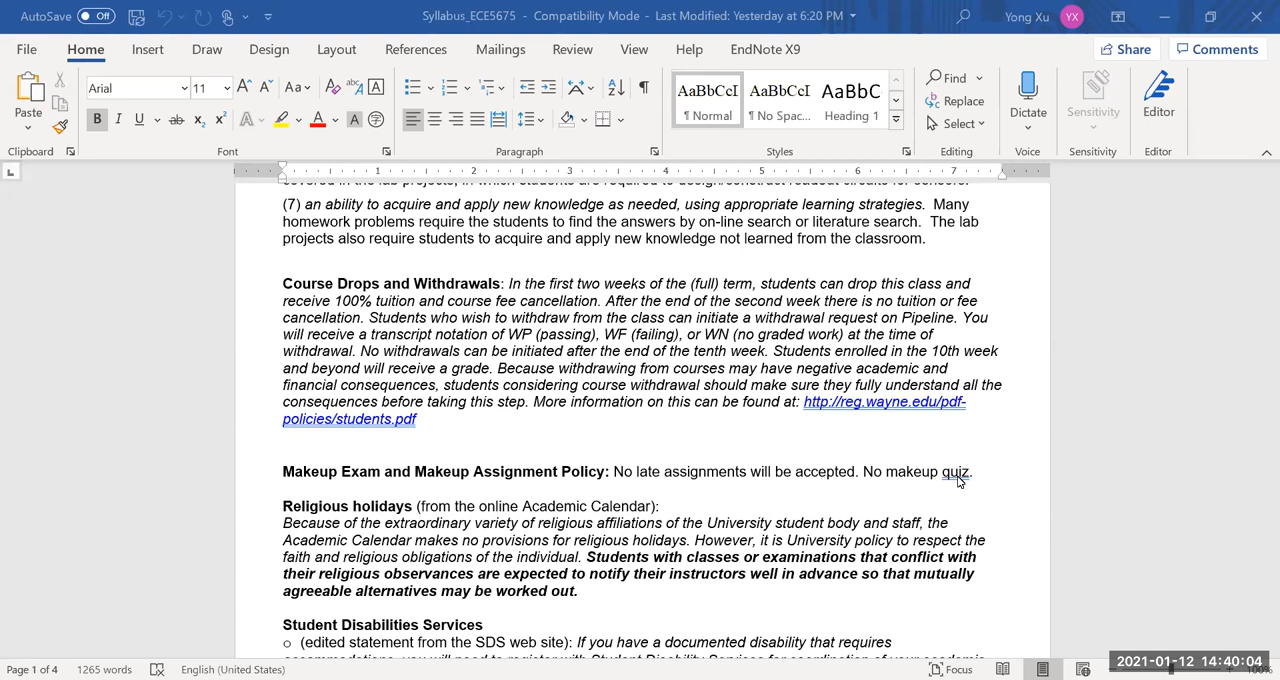 AutoSave Off Syllabus_ECE5675 - Compatibility Mode - Last Modified: Yesterday at 6:20 PM Yong Xu YX
File Home Insert Draw Design Layout References Mailings Review View Help EndNote X9 Share Comments
Paste Arial 11 Aa AaBbCcI AaBbCcI AaBbC Find Replace Select Dictate Sensitivity Editor
¶ Normal ¶ No Spac... Heading 1
Clipboard Font Paragraph Styles Editing Voice Sensitivity Editor
1 2 3 4 5 6 7
covered in the lab projects, in which students are required to design/construct readout circuits for sensors.
(7) an ability to acquire and apply new knowledge as needed, using appropriate learning strategies. Many
homework problems require the students to find the answers by on-line search or literature search. The lab
projects also require students to acquire and apply new knowledge not learned from the classroom.
Course Drops and Withdrawals: In the first two weeks of the (full) term, students can drop this class and
receive 100% tuition and course fee cancellation. After the end of the second week there is no tuition or fee
cancellation. Students who wish to withdraw from the class can initiate a withdrawal request on Pipeline. You
will receive a transcript notation of WP (passing), WF (failing), or WN (no graded work) at the time of
withdrawal. No withdrawals can be initiated after the end of the tenth week. Students enrolled in the 10th week
and beyond will receive a grade. Because withdrawing from courses may have negative academic and
financial consequences, students considering course withdrawal should make sure they fully understand all the
consequences before taking this step. More information on this can be found at: http://reg.wayne.edu/pdf-
policies/students.pdf
Makeup Exam and Makeup Assignment Policy: No late assignments will be accepted. No makeup quiz.
Religious holidays (from the online Academic Calendar):
Because of the extraordinary variety of religious affiliations of the University student body and staff, the
Academic Calendar makes no provisions for religious holidays. However, it is University policy to respect the
faith and religious obligations of the individual. Students with classes or examinations that conflict with
their religious observances are expected to notify their instructors well in advance so that mutually
agreeable alternatives may be worked out.
Student Disabilities Services
o (edited statement from the SDS web site): If you have a documented disability that requires
accommodations, you will need to register with Student Disability Services for coordination of your academic
Page 1 of 4 1265 words English (United States) Focus 100%
2021-01-12 14:40:04